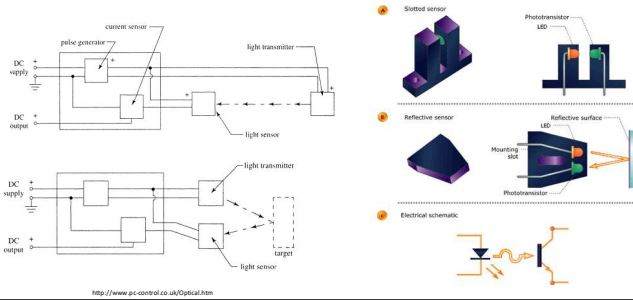 current sensor
pulse generator
light transmitter
DC
supply
+
+
+
+
DC
output
+
light sensor
light transmitter
DC
supply
+
DC
output
+
target
light sensor
http://www.pc-control.co.uk/Optical.htm
A Slotted sensor
Phototransistor
LED
B Reflective sensor
Reflective surface
LED
Mounting
slot
Phototransistor
Electrical schematic